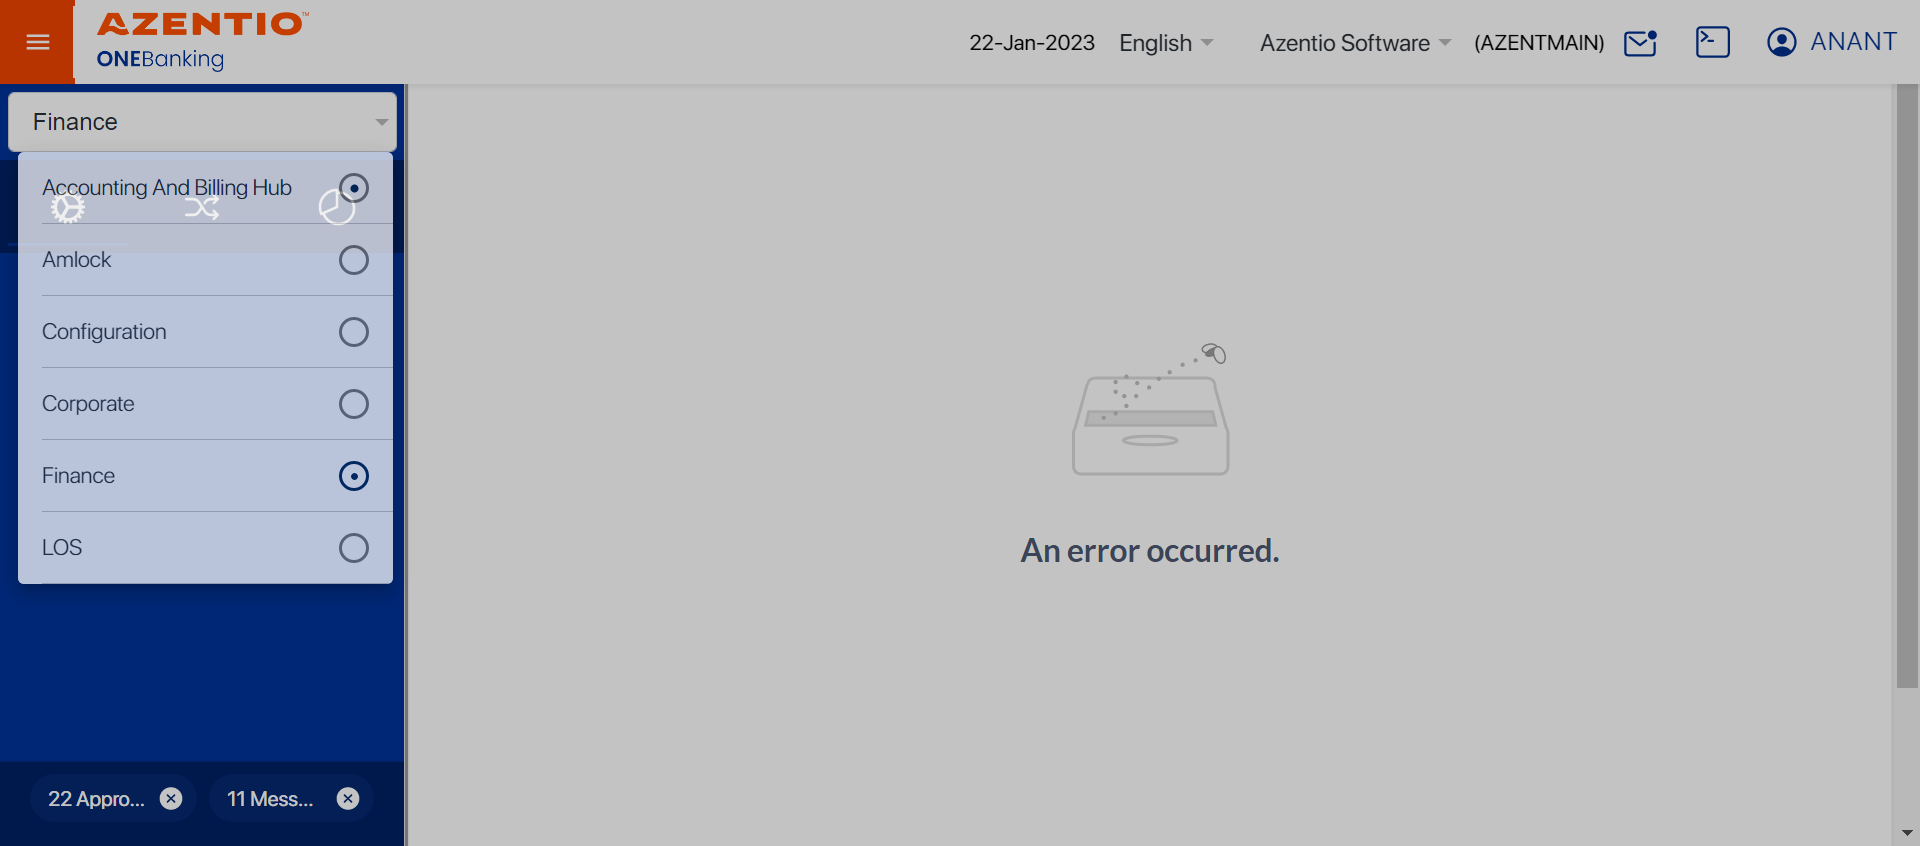 AZENTIO™
ONEBanking
22-Jan-2023
English
Azentio Software
(AZENTMAIN)
ANANT
Finance
Accounting And Billing Hub
Amlock
Configuration
Corporate
Finance
LOS
An error occurred.
22 Appro...
11 Mess...